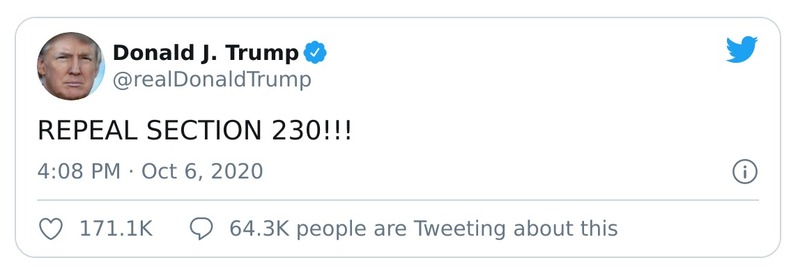 Donald J. Trump
@realDonaldTrump
REPEAL SECTION 230!!!
4:08 PM · Oct 6, 2020
171.1K 64.3K people are Tweeting about this